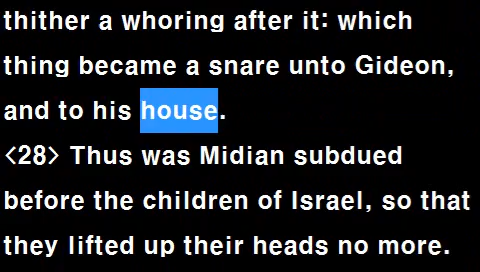 thither a whoring after it: which
thing became a snare unto Gideon,
and to his house.
<28> Thus was Midian subdued
before the children of Israel, so that
they lifted up their heads no more.